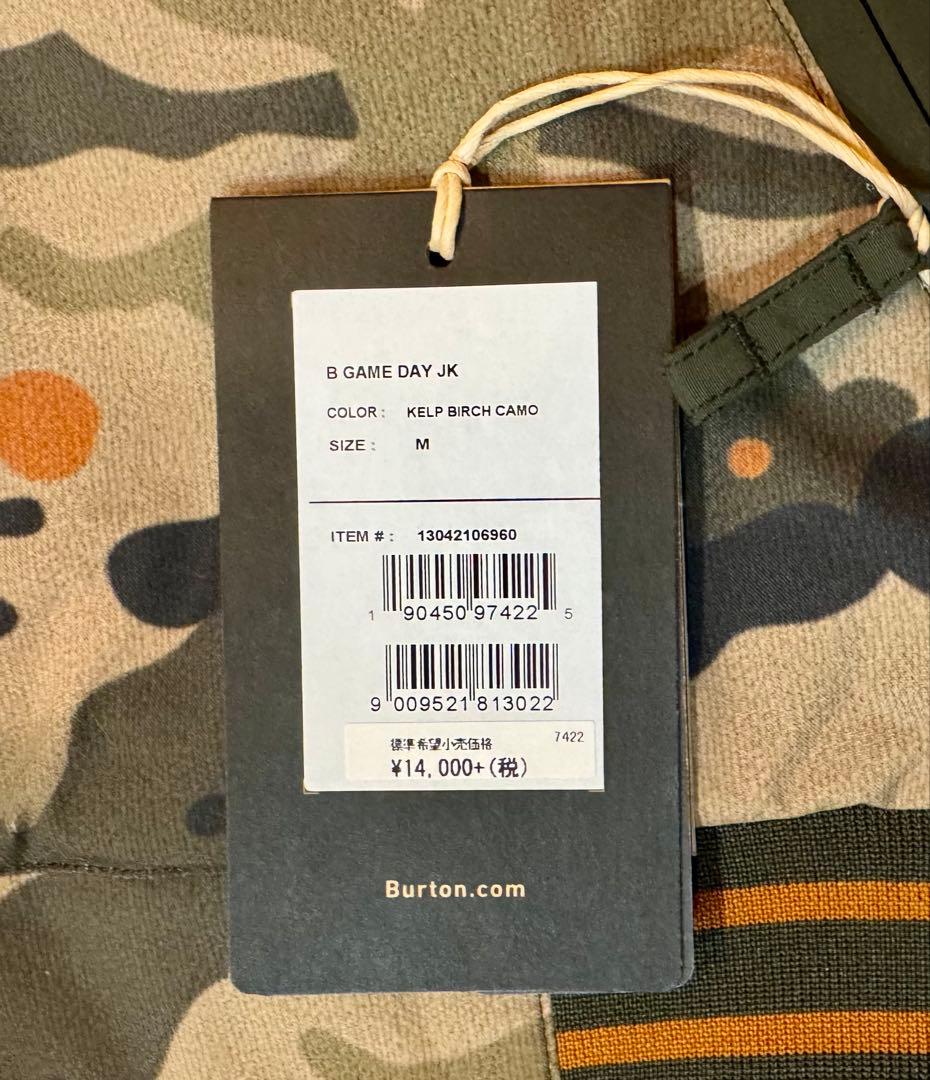 B GAME DAY JK
COLOR : KELP BIRCH CAMO
SIZE : M
ITEM # : 13042106960
1 90450 97422 5
9 009521 813022
標準希望小売価格 7422
¥14,000+(税)
Burton.com